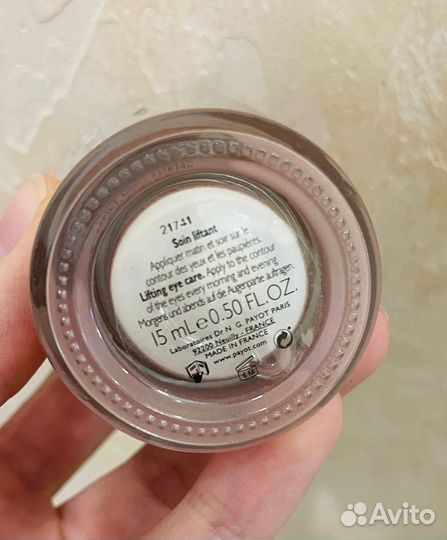 21741
Soin liftant
Appliquer matin et soir sur le
contour des yeux et les paupières.
Lifting eye care. Apply to the contour
of the eyes every morning and evening.
Morgens und abends auf die Augenpartie auftragen.
15 mL e 0.50 FL.OZ.
Laboratoires Dr N. G. PAYOT PARIS
92200 Neuilly - FRANCE
MADE IN FRANCE
www.payot.com
6 M
Avito